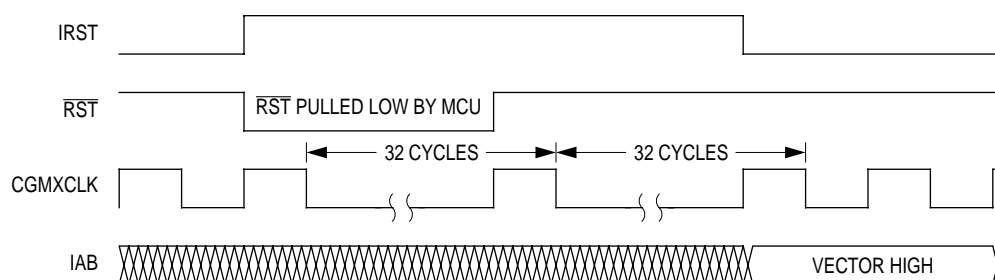 IRST
RST
RST PULLED LOW BY MCU
32 CYCLES
32 CYCLES
CGMXCLK
IAB
VECTOR HIGH